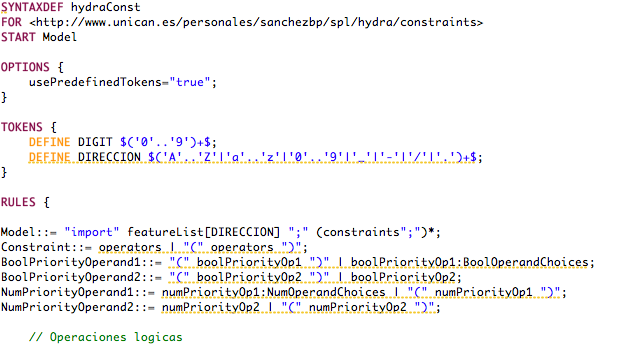 SYNTAXDEF hydraConst
FOR <http://www.unican.es/personales/sanchezbp/spl/hydra/constraints>
START Model
OPTIONS {
usePredefinedTokens="true";
}
TOKENS {
DEFINE DIGIT $('0'..'9')+$;
DEFINE DIRECCION $('A'..'Z'|'a'..'z'|'0'..'9'|'_'|'-'|'/'|'.')+$;
}
RULES {
Model::= "import" featureList[DIRECCION] ";" (constraints";")*;
Constraint::= operators | "(" operators ")";
BoolPriorityOperand1::= "(" boolPriorityOp1 ")" | boolPriorityOp1:BoolOperandChoices;
BoolPriorityOperand2::= "(" boolPriorityOp2 ")" | boolPriorityOp2;
NumPriorityOperand1::= numPriorityOp1:NumOperandChoices | "(" numPriorityOp1 ")";
NumPriorityOperand2::= numPriorityOp2 | "(" numPriorityOp2 ")";
// Operaciones logicas